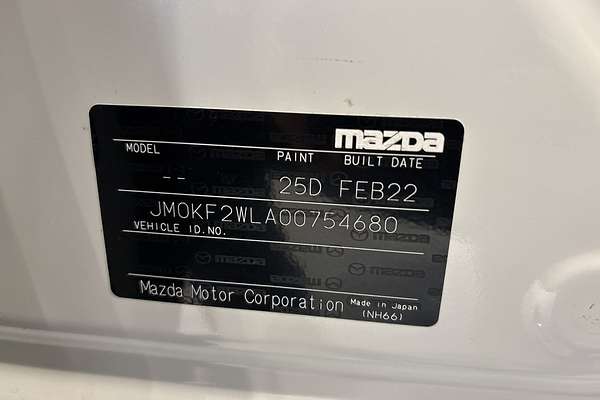 mazda
MODEL PAINT BUILT DATE
-- 25D FEB22
JM0KF2WLA00754680
VEHICLE ID.NO.
Mazda Motor Corporation Made in Japan
(NH66)